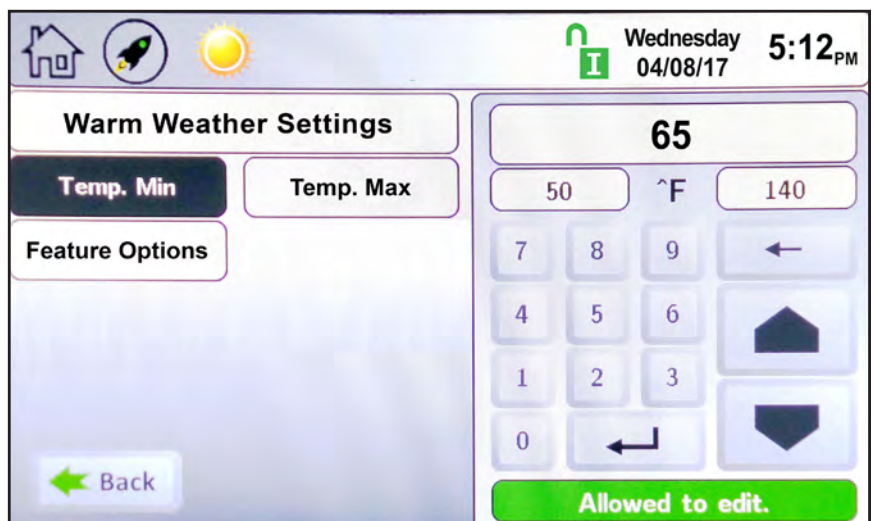 I
Wednesday
04/08/17
5:12PM
Warm Weather Settings
Temp. Min
Temp. Max
Feature Options
Back
65
50
^F
140
7 8 9
4 5 6
1 2 3
0
Allowed to edit.